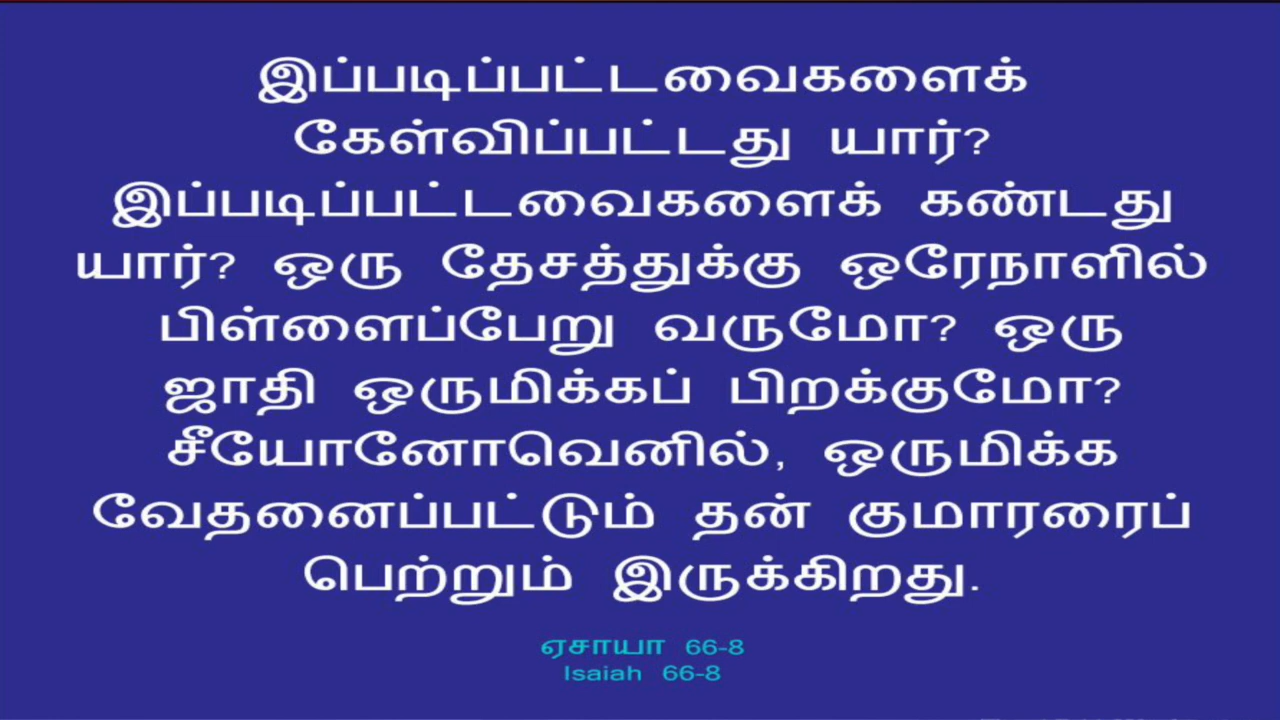 இப்படிப்பட்டவைகளைக்
கேள்விப்பட்டது யார்?
இப்படிப்பட்டவைகளைக் கண்டது
யார்? ஒரு தேசத்துக்கு ஒரேநாளில்
பிள்ளைப்பேறு வருமோ? ஒரு
ஜாதி ஒருமிக்கப் பிறக்குமோ?
சீயோனோவெனில், ஒருமிக்க
வேதனைப்பட்டும் தன் குமாரரைப்
பெற்றும் இருக்கிறது.
ஏசாயா 66-8
Isaiah 66-8